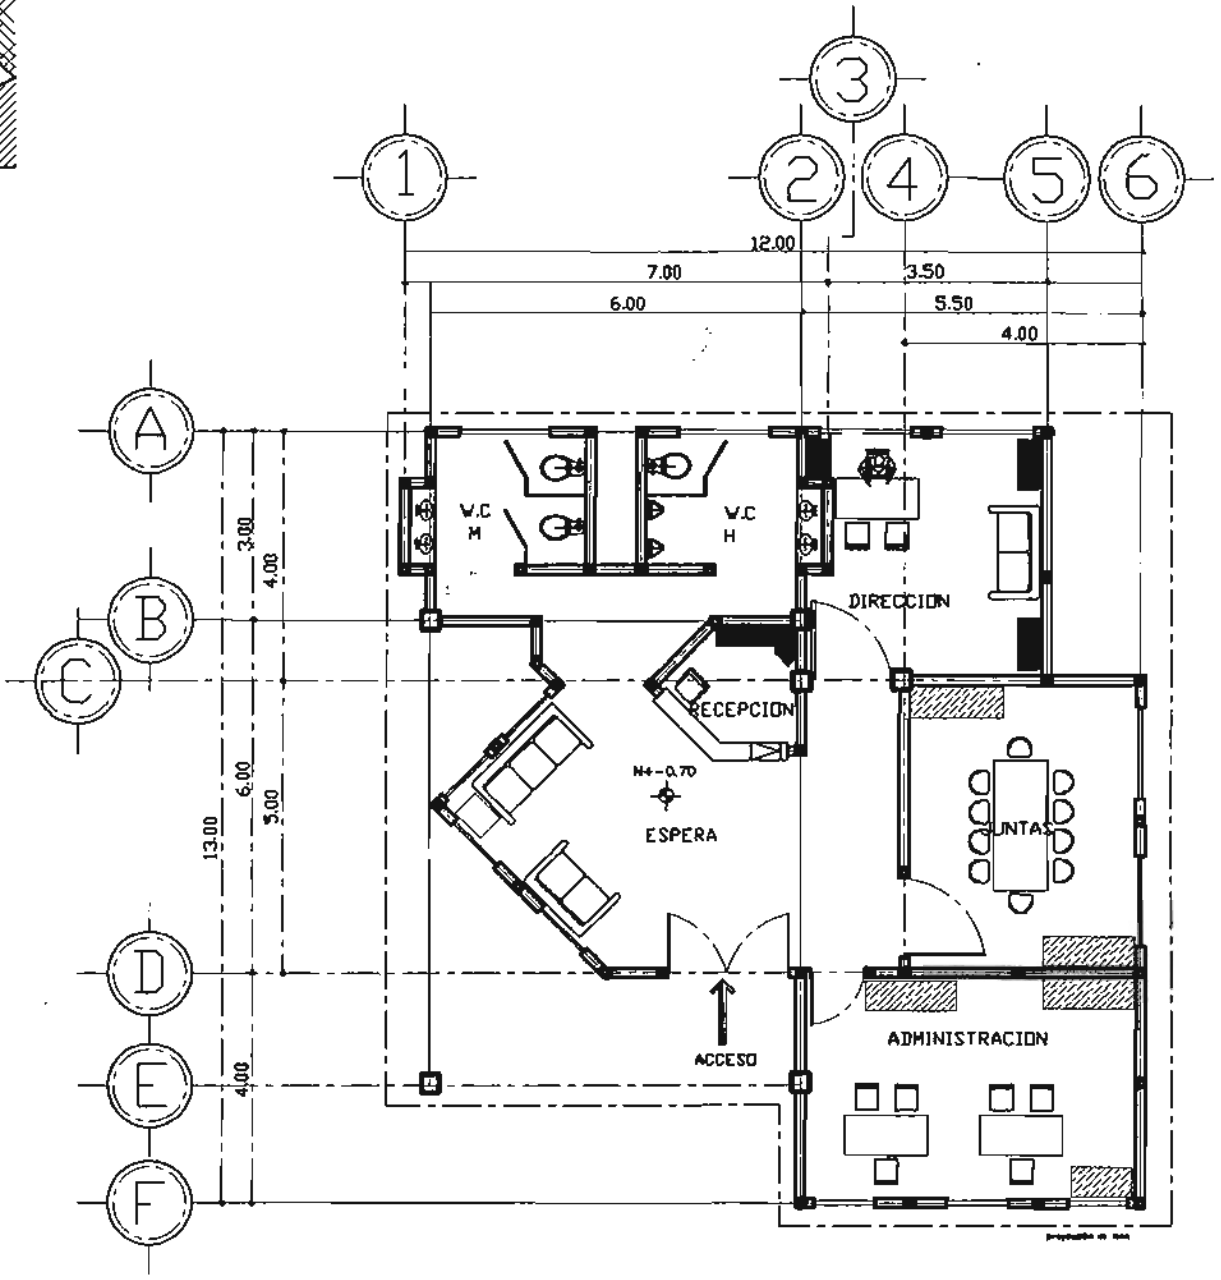 3
1
2
4
5
6
12.00
7.00
3.50
6.00
5.50
4.00
A
B
C
D
E
F
3.00
4.00
6.00
5.00
13.00
4.00
W.C
M
W.C
H
DIRECCION
RECEPCION
N+-0.70
ESPERA
JUNTAS
ACCESO
ADMINISTRACION